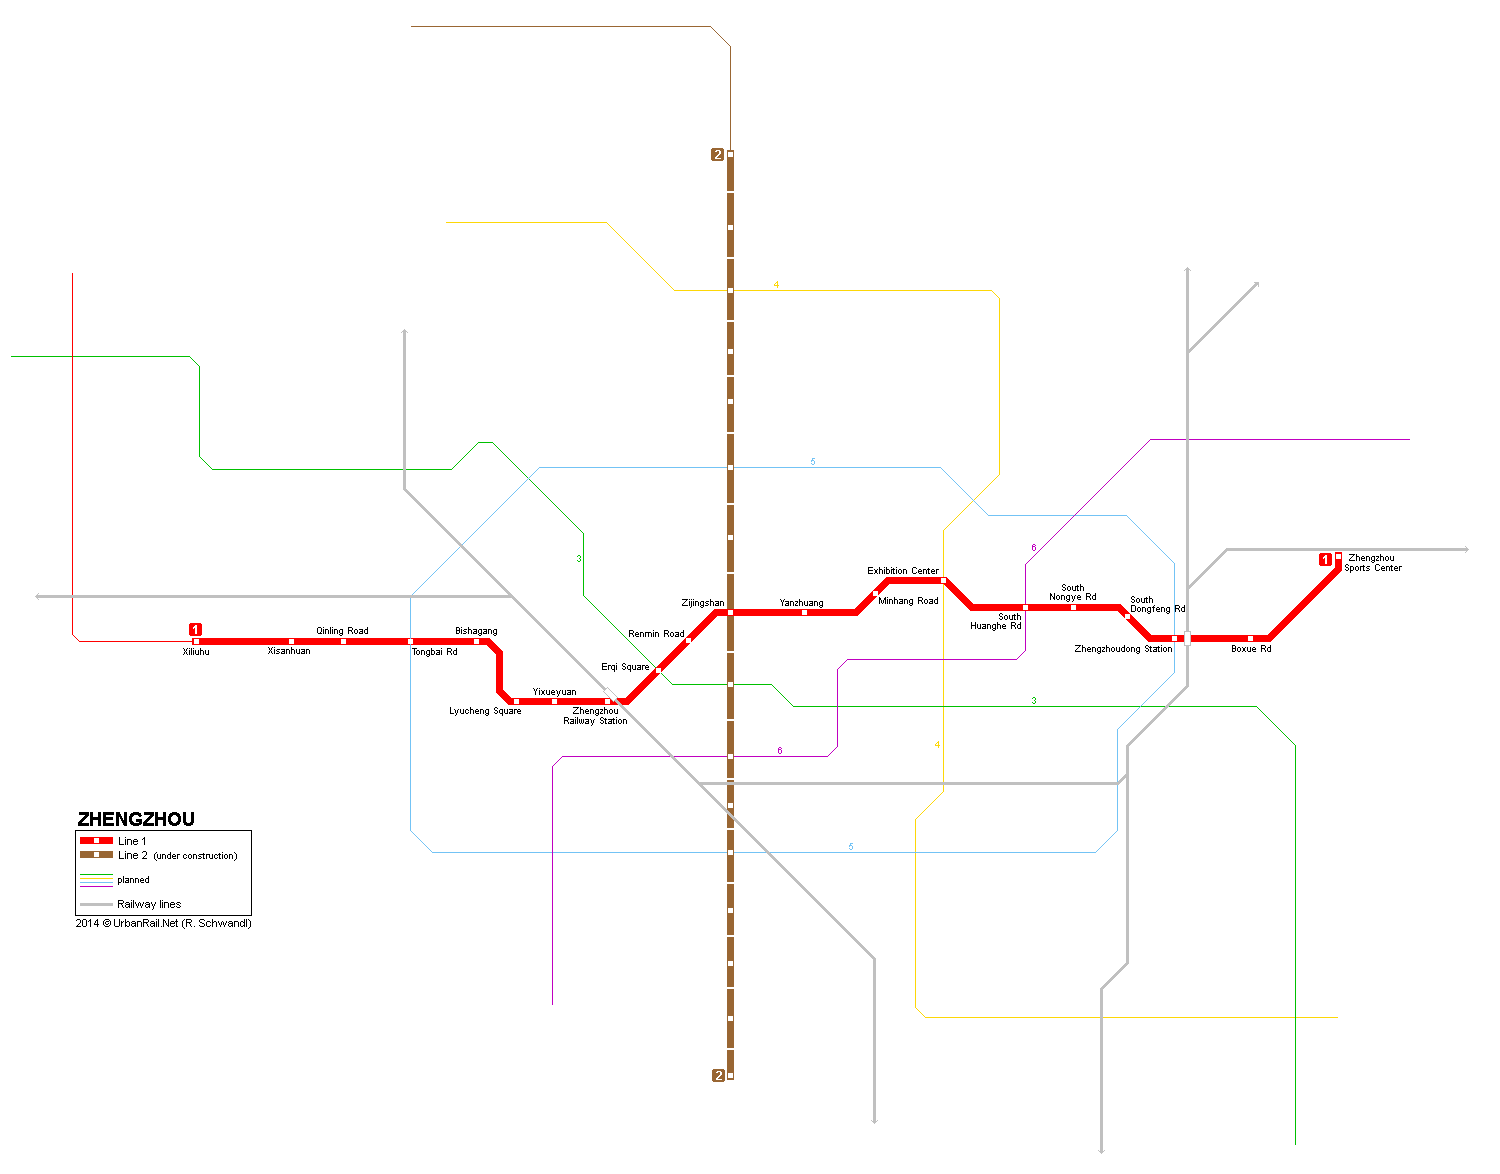 2
4
5
6
3
1
Zhengzhou
Sports Center
Exhibition Center
Minhang Road
South
Nongye Rd
South
Dongfeng Rd
Zijingshan
Yanzhuang
South
Huanghe Rd
1
Qinling Road
Bishagang
Renmin Road
Xiliuhu
Xisanhuan
Tongbai Rd
Zhengzhoudong Station
Boxue Rd
Erqi Square
Yixueyuan
Lyucheng Square
Zhengzhou
Railway Station
3
4
6
5
ZHENGZHOU
Line 1
Line 2 (under construction)
planned
Railway lines
2014 © UrbanRail.Net (R. Schwandl)
2